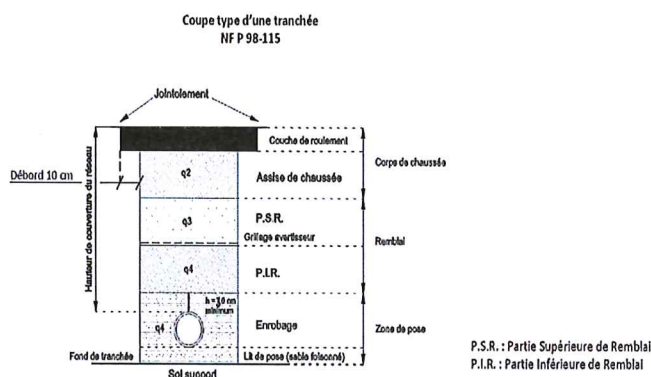 Coupe type d'une tranchée
NF P 98-115
Jointoiement
Couche de roulement
Corps de chaussée
Débord 10 cm
Hauteur de couverture du réseau
q2
Assise de chaussée
q3
P.S.R.
Grillage avertisseur
Remblai
q4
P.I.R.
h = 10 cm
minimum
q4
Enrobage
Zone de pose
Fond de tranchée
Lit de pose (sable foisonné)
Sol support
P.S.R. : Partie Supérieure de Remblai
P.I.R. : Partie Inférieure de Remblai